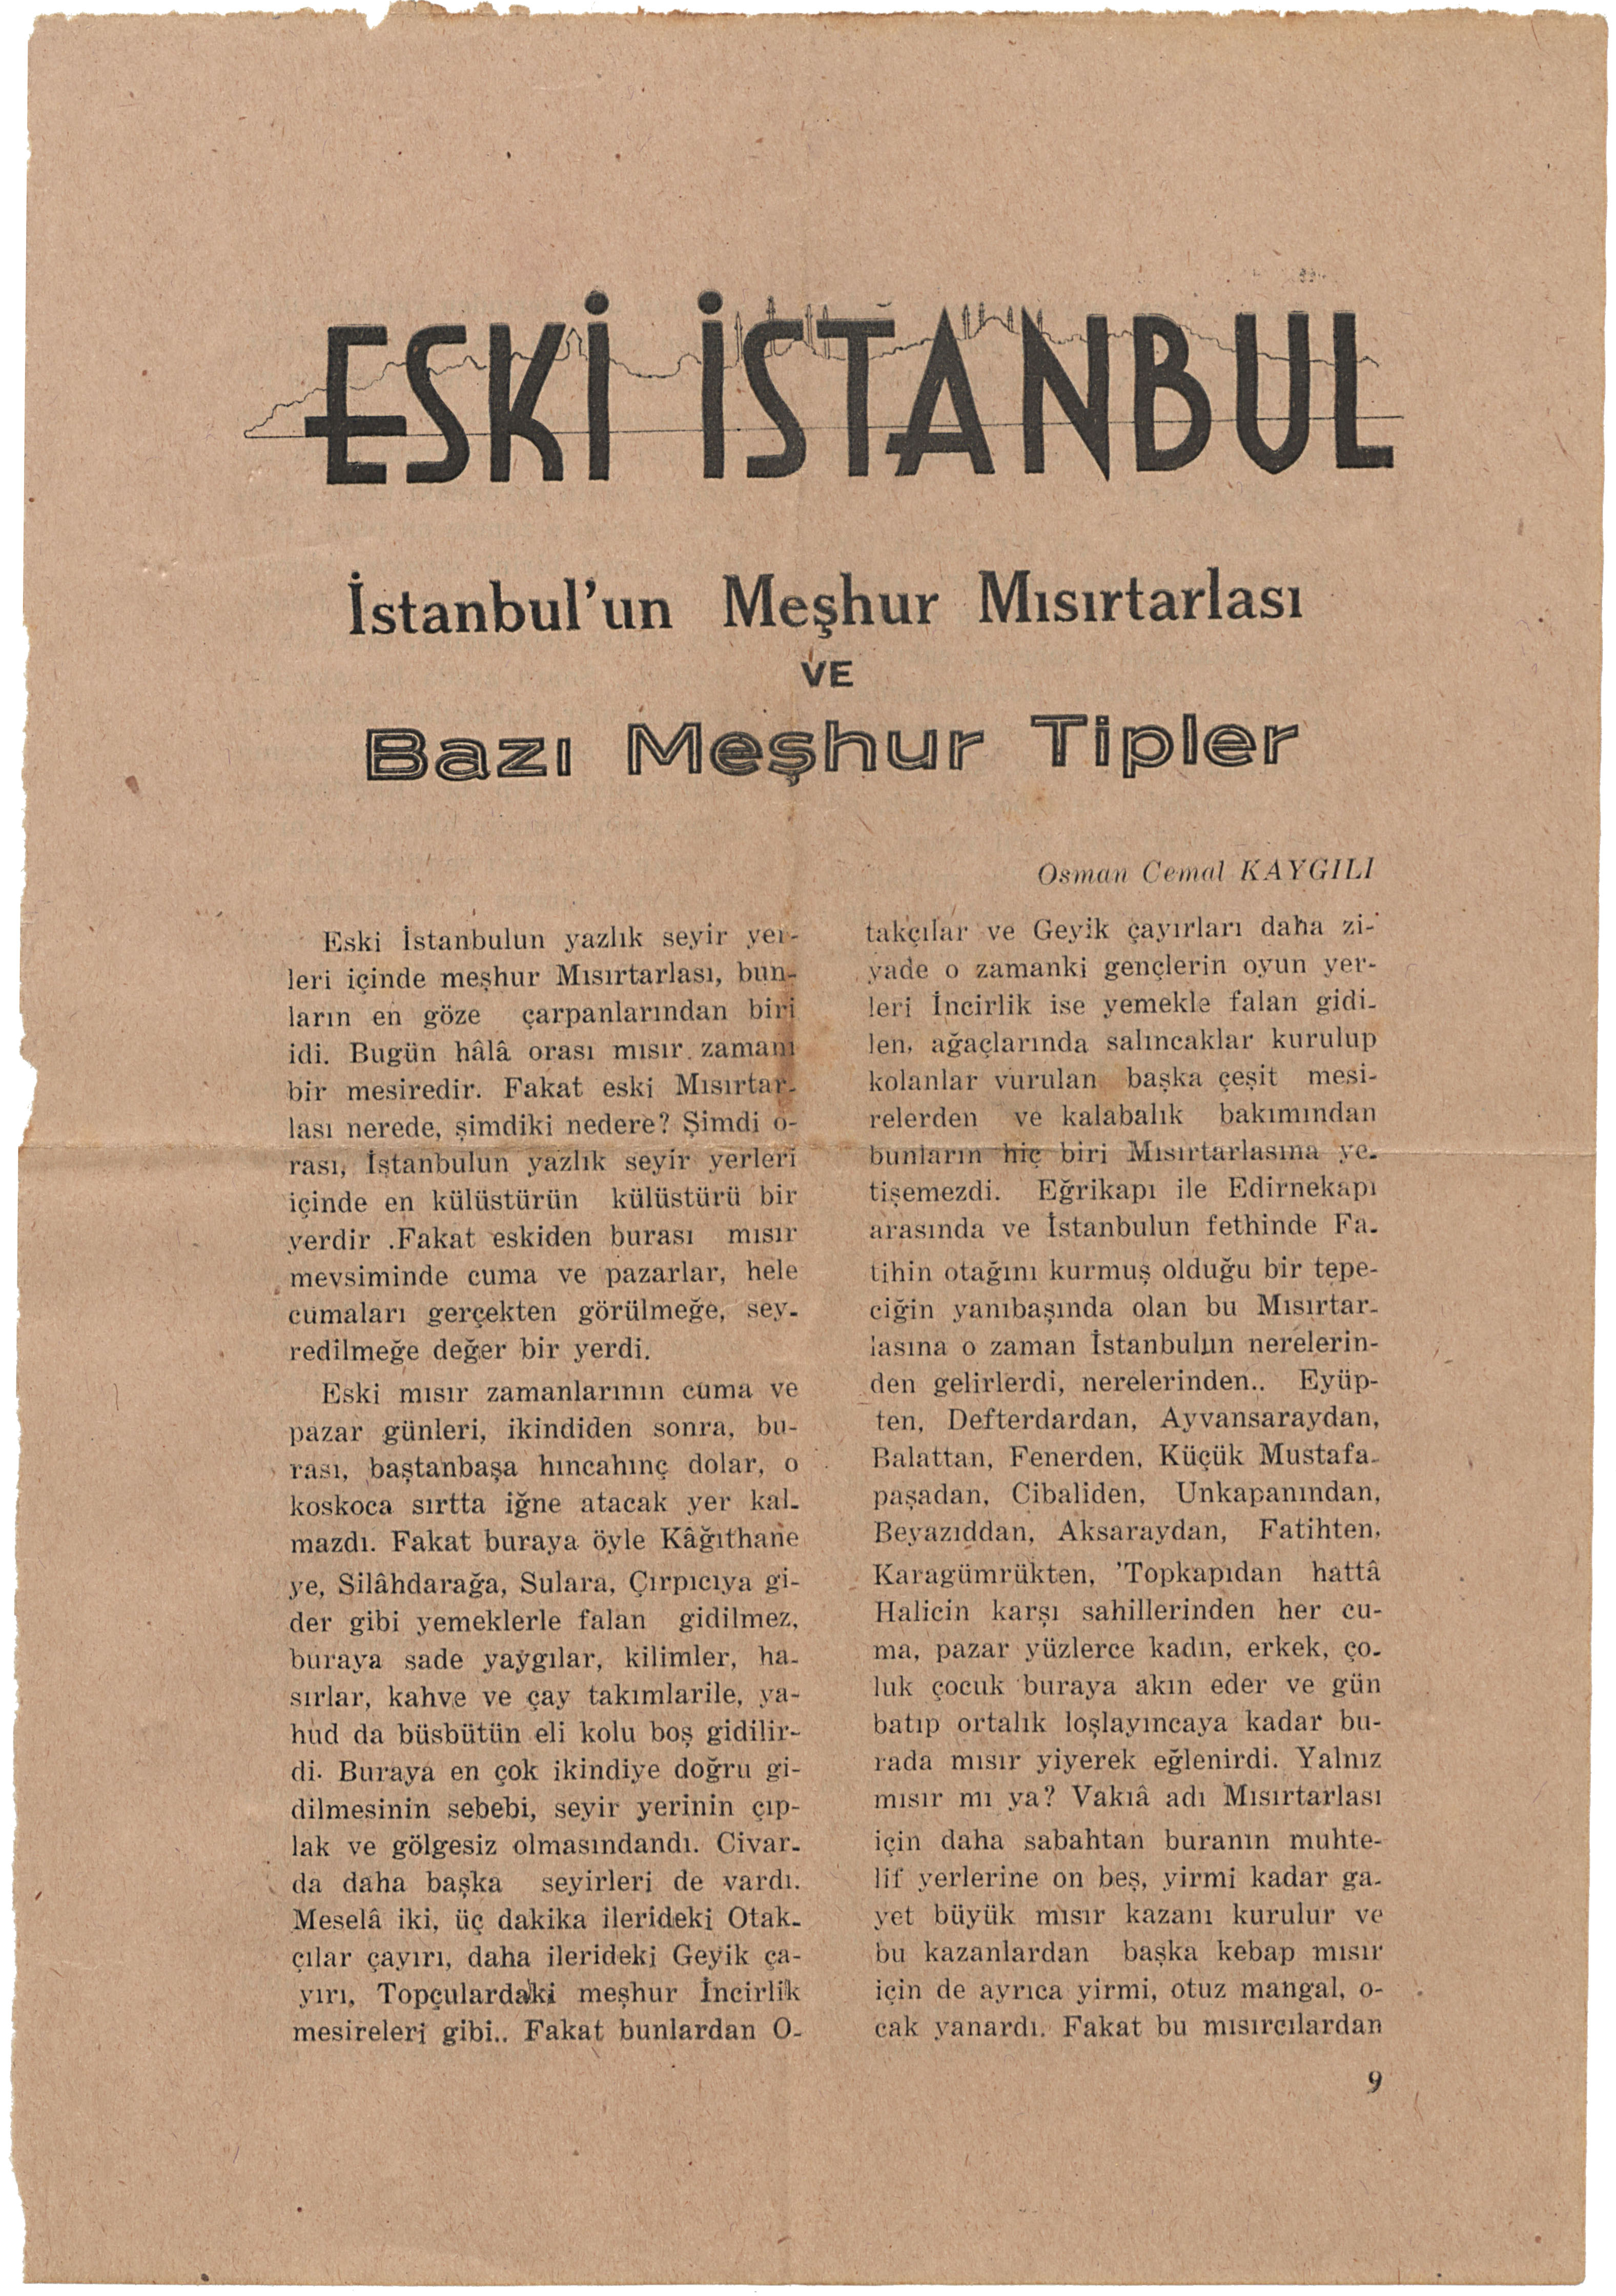 ESKİ İSTANBUL
İstanbul'un Meşhur Mısırtarlası
VE
Bazı Meşhur Tipler
Osman Cemal KAYGILI
Eski İstanbulun yazlık seyir yer-
leri içinde meşhur Mısırtarlası, bun-
ların en göze çarpanlarından biri
idi. Bugün hâlâ orası mısır zamanı
bir mesiredir. Fakat eski Mısırtar-
lası nerede, şimdiki nedere? Şimdi o-
rası, İstanbulun yazlık seyir yerleri
içinde en külüstürün külüstürü bir
yerdir .Fakat eskiden burası mısır
mevsiminde cuma ve pazarlar, hele
cumaları gerçekten görülmeğe, sey-
redilmeğe değer bir yerdi.
Eski mısır zamanlarının cuma ve
pazar günleri, ikindiden sonra, bu-
rası, baştanbaşa hıncahınç dolar, o
koskoca sırtta iğne atacak yer kal-
mazdı. Fakat buraya öyle Kâğıthane
ye, Silâhdarağa, Sulara, Çırpıcıya gi-
der gibi yemeklerle falan gidilmez,
buraya sade yaygılar, kilimler, ha-
sırlar, kahve ve çay takımlarile, ya-
hud da büsbütün eli kolu boş gidilir-
di. Buraya en çok ikindiye doğru gi-
dilmesinin sebebi, seyir yerinin çıp-
lak ve gölgesiz olmasındandı. Civar-
da daha başka seyirleri de vardı.
Meselâ iki, üç dakika ilerideki Otak-
çılar çayırı, daha ilerideki Geyik ça-
yırı, Topçulardaki meşhur İncirlik
mesireleri gibi.. Fakat bunlardan O-
takçılar ve Geyik çayırları daha zi-
yade o zamanki gençlerin oyun yer-
leri İncirlik ise yemekle falan gidi-
len, ağaçlarında salıncaklar kurulup
kolanlar vurulan başka çeşit mesi-
relerden ve kalabalık bakımından
bunların hiç biri Mısırtarlasına ye-
tişemezdi. Eğrikapı ile Edirnekapı
arasında ve İstanbulun fethinde Fa-
tihin otağını kurmuş olduğu bir tepe-
ciğin yanıbaşında olan bu Mısırtar-
lasına o zaman İstanbulun nerelerin-
den gelirlerdi, nerelerinden.. Eyüp-
ten, Defterdardan, Ayvansaraydan,
Balattan, Fenerden, Küçük Mustafa-
paşadan, Cibaliden, Unkapanından,
Beyazıddan, Aksaraydan, Fatihten,
Karagümrükten, 'Topkapıdan hattâ
Halicin karşı sahillerinden her cu-
ma, pazar yüzlerce kadın, erkek, ço-
luk çocuk buraya akın eder ve gün
batıp ortalık loşlayıncaya kadar bu-
rada mısır yiyerek eğlenirdi. Yalnız
mısır mı ya? Vakıâ adı Mısırtarlası
için daha sabahtan buranın muhte-
lif yerlerine on beş, yirmi kadar ga-
yet büyük mısır kazanı kurulur ve
bu kazanlardan başka kebap mısır
için de ayrıca yirmi, otuz mangal, o-
cak yanardı. Fakat bu mısırcılardan
9